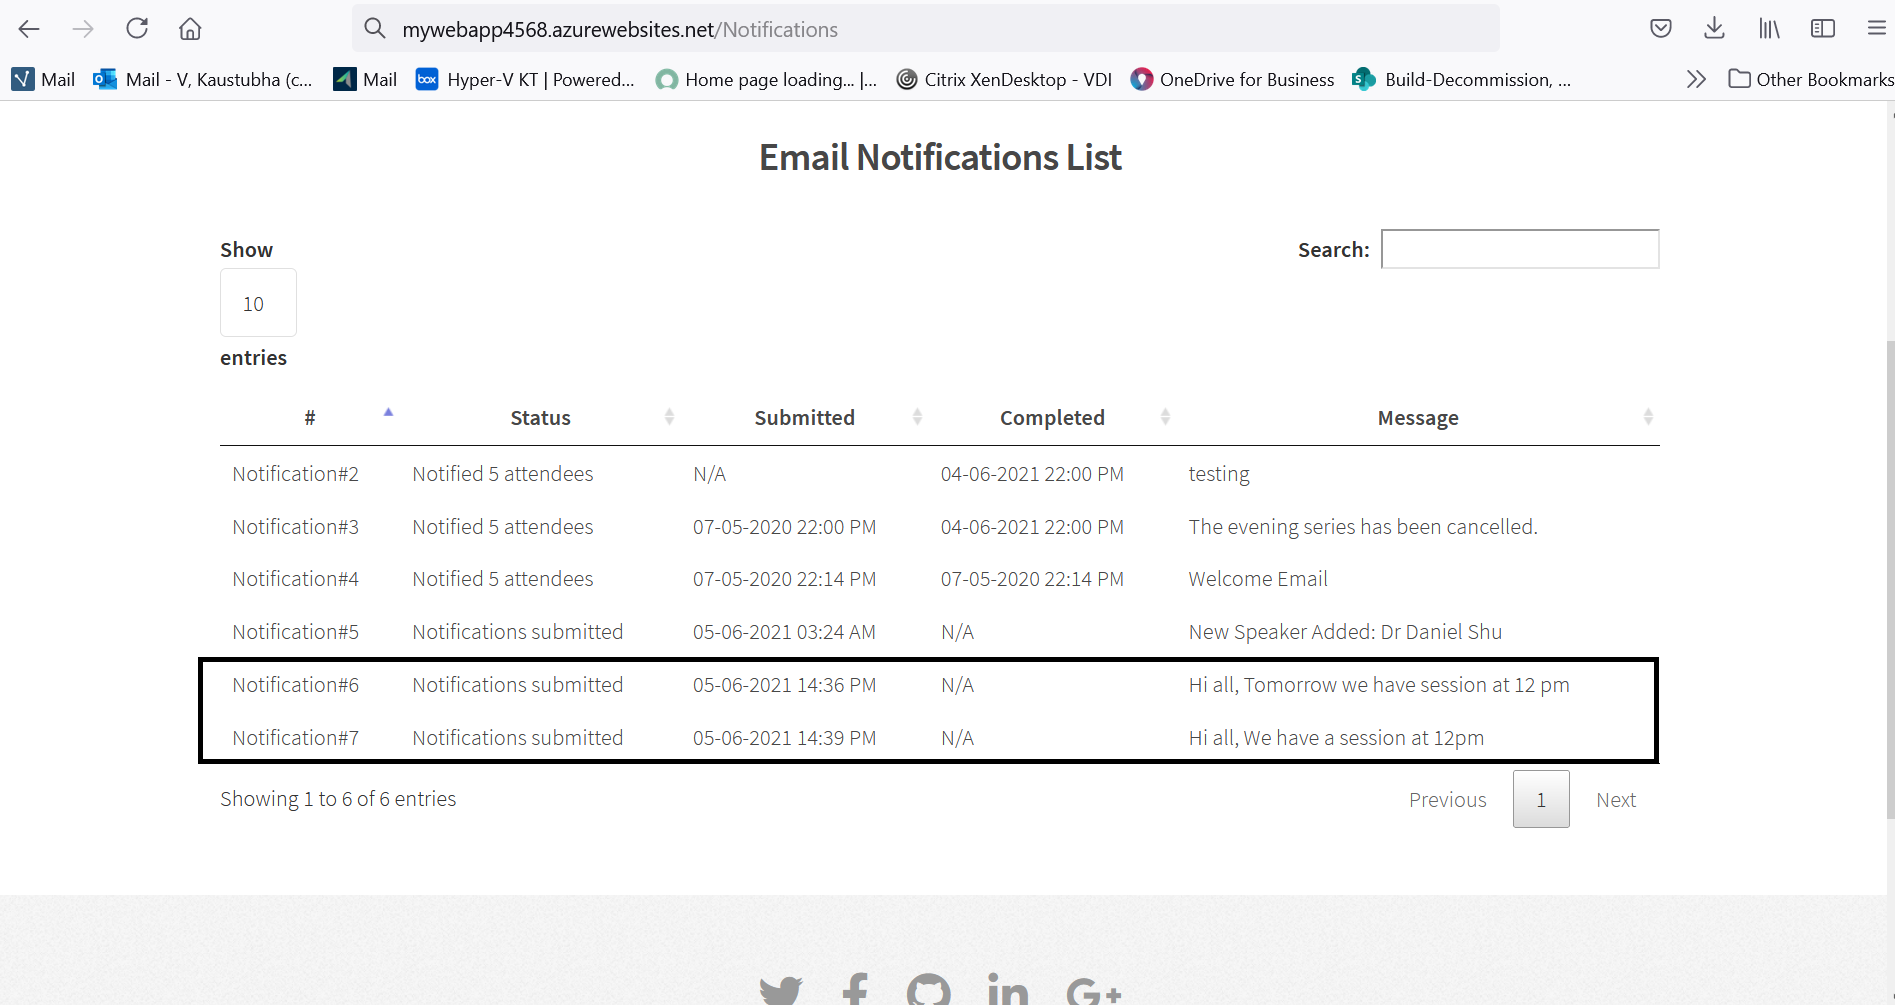 mywebapp4568.azurewebsites.net/Notifications
Mail Mail - V, Kaustubha (c... Mail box Hyper-V KT | Powered... Home page loading... |... Citrix XenDesktop - VDI OneDrive for Business Build-Decommission, ... Other Bookmarks
Email Notifications List
Show Search:
10
entries
# Status Submitted Completed Message
Notification#2 Notified 5 attendees N/A 04-06-2021 22:00 PM testing
Notification#3 Notified 5 attendees 07-05-2020 22:00 PM 04-06-2021 22:00 PM The evening series has been cancelled.
Notification#4 Notified 5 attendees 07-05-2020 22:14 PM 07-05-2020 22:14 PM Welcome Email
Notification#5 Notifications submitted 05-06-2021 03:24 AM N/A New Speaker Added: Dr Daniel Shu
Notification#6 Notifications submitted 05-06-2021 14:36 PM N/A Hi all, Tomorrow we have session at 12 pm
Notification#7 Notifications submitted 05-06-2021 14:39 PM N/A Hi all, We have a session at 12pm
Showing 1 to 6 of 6 entries Previous 1 Next